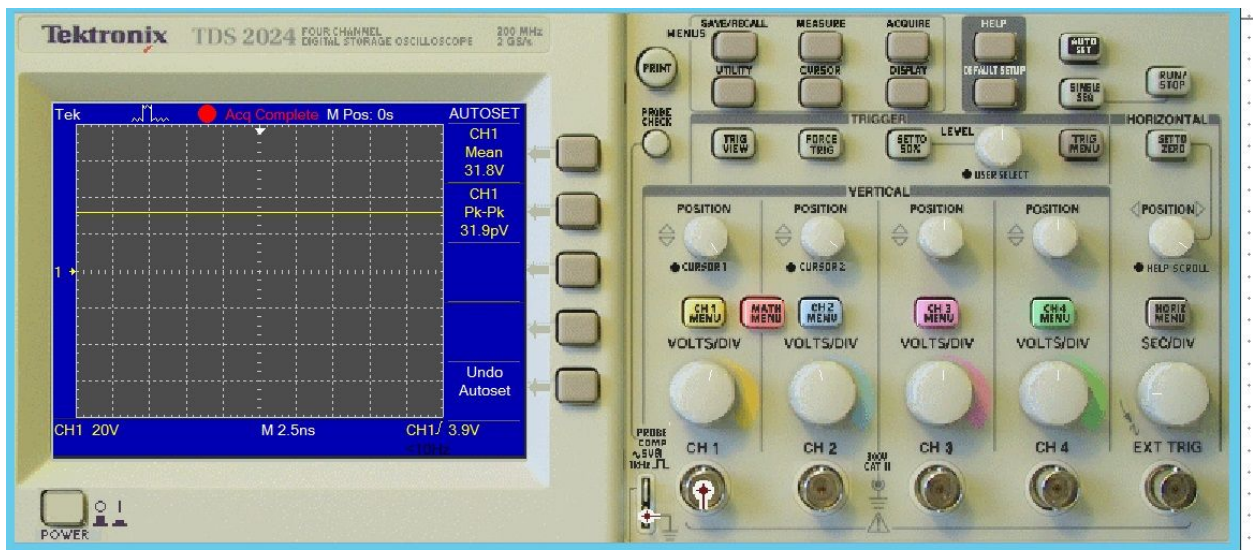 Tektronix TDS 2024 FOUR CHANNEL DIGITAL STORAGE OSCILLOSCOPE 200 MHz 2 GS/s
Tek Acq Complete M Pos: 0s AUTOSET
CH1
Mean
31.8V
CH1
Pk-Pk
31.9pV
1
Undo
Autoset
CH1 20V M 2.5ns CH1 3.9V
<10Hz
POWER
MENUS
SAVE/RECALL MEASURE ACQUIRE HELP
PRINT
UTILITY CURSOR DISPLAY DEFAULT SETUP
AUTO SET
SINGLE SEQ
RUN/ STOP
PROBE CHECK
TRIGGER
TRIG VIEW
FORCE TRIG
SET TO 50%
LEVEL
USER SELECT
TRIG MENU
HORIZONTAL
SET TO ZERO
VERTICAL
POSITION POSITION POSITION POSITION POSITION
CURSOR 1 CURSOR 2 HELP SCROLL
CH 1 MENU
MATH MENU
CH 2 MENU
CH 3 MENU
CH 4 MENU
HORIZ MENU
VOLTS/DIV VOLTS/DIV VOLTS/DIV VOLTS/DIV SEC/DIV
PROBE COMP
~5V@
1kHz
CH 1 CH 2 CH 3 CH 4 EXT TRIG
300V
CAT II